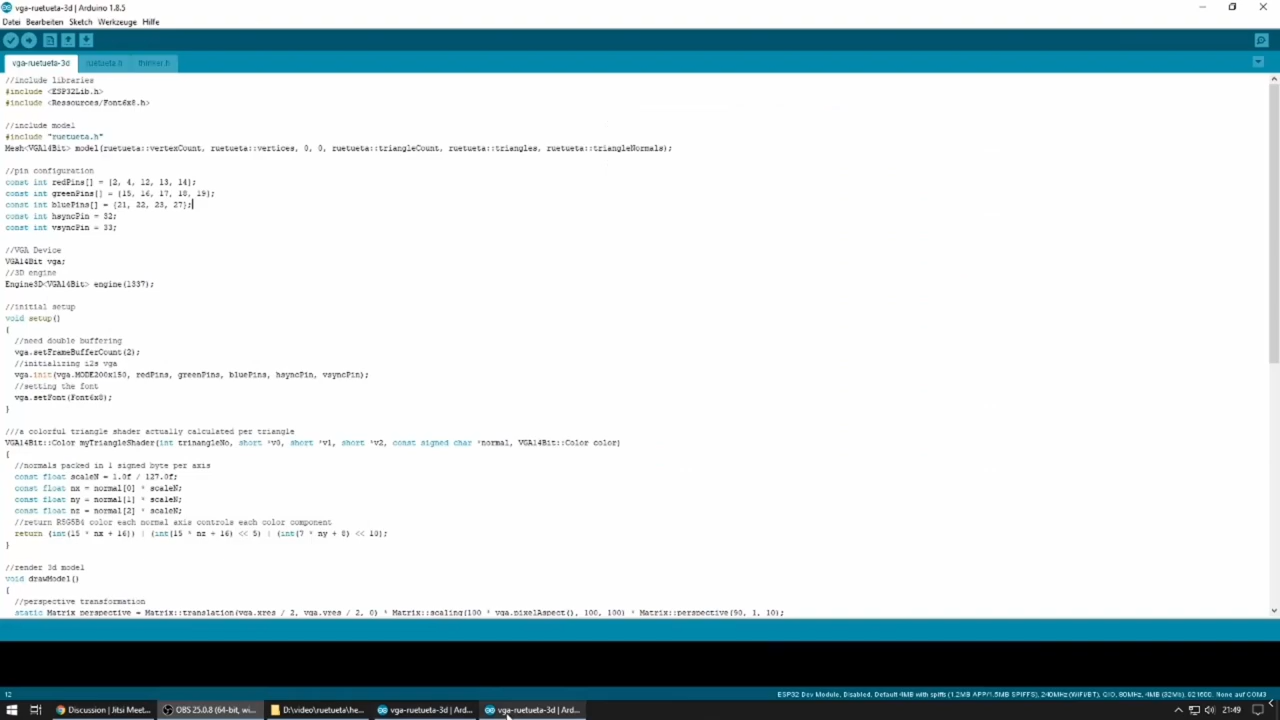 vga-ruetueta-3d | Arduino 1.8.5
Datei Bearbeiten Sketch Werkzeuge Hilfe
vga-ruetueta-3d ruetueta.h thinker.h
//include libraries
#include <ESP32Lib.h>
#include <Ressources/Font6x8.h>
//include model
#include "ruetueta.h"
Mesh<VGA14Bit> model(ruetueta::vertexCount, ruetueta::vertices, 0, 0, ruetueta::triangleCount, ruetueta::triangles, ruetueta::triangleNormals);
//pin configuration
const int redPins[] = {2, 4, 12, 13, 14};
const int greenPins[] = {15, 16, 17, 18, 19};
const int bluePins[] = {21, 22, 23, 27};
const int hsyncPin = 32;
const int vsyncPin = 33;
//VGA Device
VGA14Bit vga;
//3D engine
Engine3D<VGA14Bit> engine(1337);
//initial setup
void setup()
{
//need double buffering
vga.setFrameBufferCount(2);
//initializing i2s vga
vga.init(vga.MODE200x150, redPins, greenPins, bluePins, hsyncPin, vsyncPin);
//setting the font
vga.setFont(Font6x8);
}
///a colorful triangle shader actually calculated per triangle
VGA14Bit::Color myTriangleShader(int trinangleNo, short *v0, short *v1, short *v2, const signed char *normal, VGA14Bit::Color color)
{
//normals packed in 1 signed byte per axis
const float scaleN = 1.0f / 127.0f;
const float nx = normal[0] * scaleN;
const float ny = normal[1] * scaleN;
const float nz = normal[2] * scaleN;
//return R5G5B4 color each normal axis controls each color component
return (int(15 * nx + 16)) | (int(15 * nz + 16) << 5) | (int(7 * ny + 8) << 10);
}
//render 3d model
void drawModel()
{
//perspective transformation
static Matrix perspective = Matrix::translation(vga.xres / 2, vga.yres / 2, 0) * Matrix::scaling(100 * vga.pixelAspect(), 100, 100) * Matrix::perspective(90, 1, 10);
12 ESP32 Dev Module, Disabled, Default 4MB with spiffs (1.2MB APP/1.5MB SPIFFS), 240MHz (WiFi/BT), QIO, 80MHz, 4MB (32Mb), 921600, None auf COM3
Discussion | Jitsi Meet... OBS 25.0.8 (64-bit, wi... D:\video\ruetueta\he... vga-ruetueta-3d | Ard... vga-ruetueta-3d | Ard... 21:49